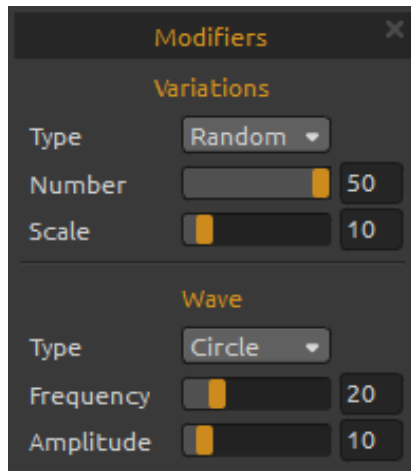 Modifiers
Variations
Type Random
Number 50
Scale 10
Wave
Type Circle
Frequency 20
Amplitude 10